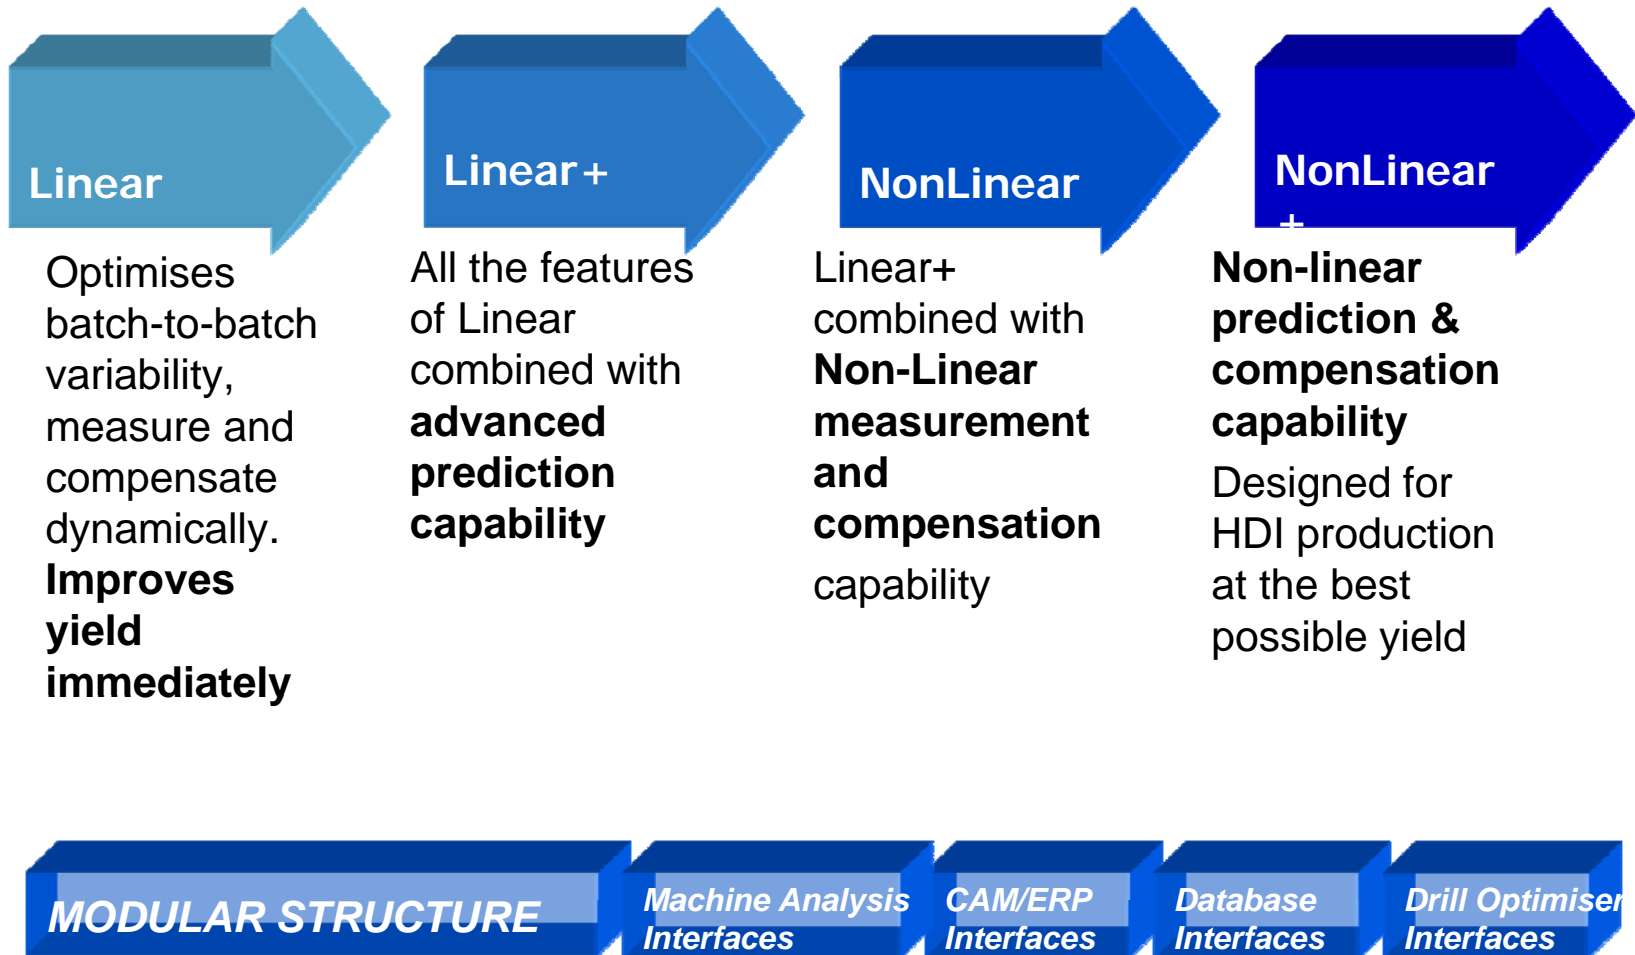 Linear
Optimises
batch-to-batch
variability,
measure and
compensate
dynamically.
Improves
yield
immediately
Linear+
All the features
of Linear
combined with
advanced
prediction
capability
NonLinear
Linear+
combined with
Non-Linear
measurement
and
compensation
capability
NonLinear
+
Non-linear
prediction &
compensation
capability
Designed for
HDI production
at the best
possible yield
MODULAR STRUCTURE
Machine Analysis
Interfaces
CAM/ERP
Interfaces
Database
Interfaces
Drill Optimiser
Interfaces